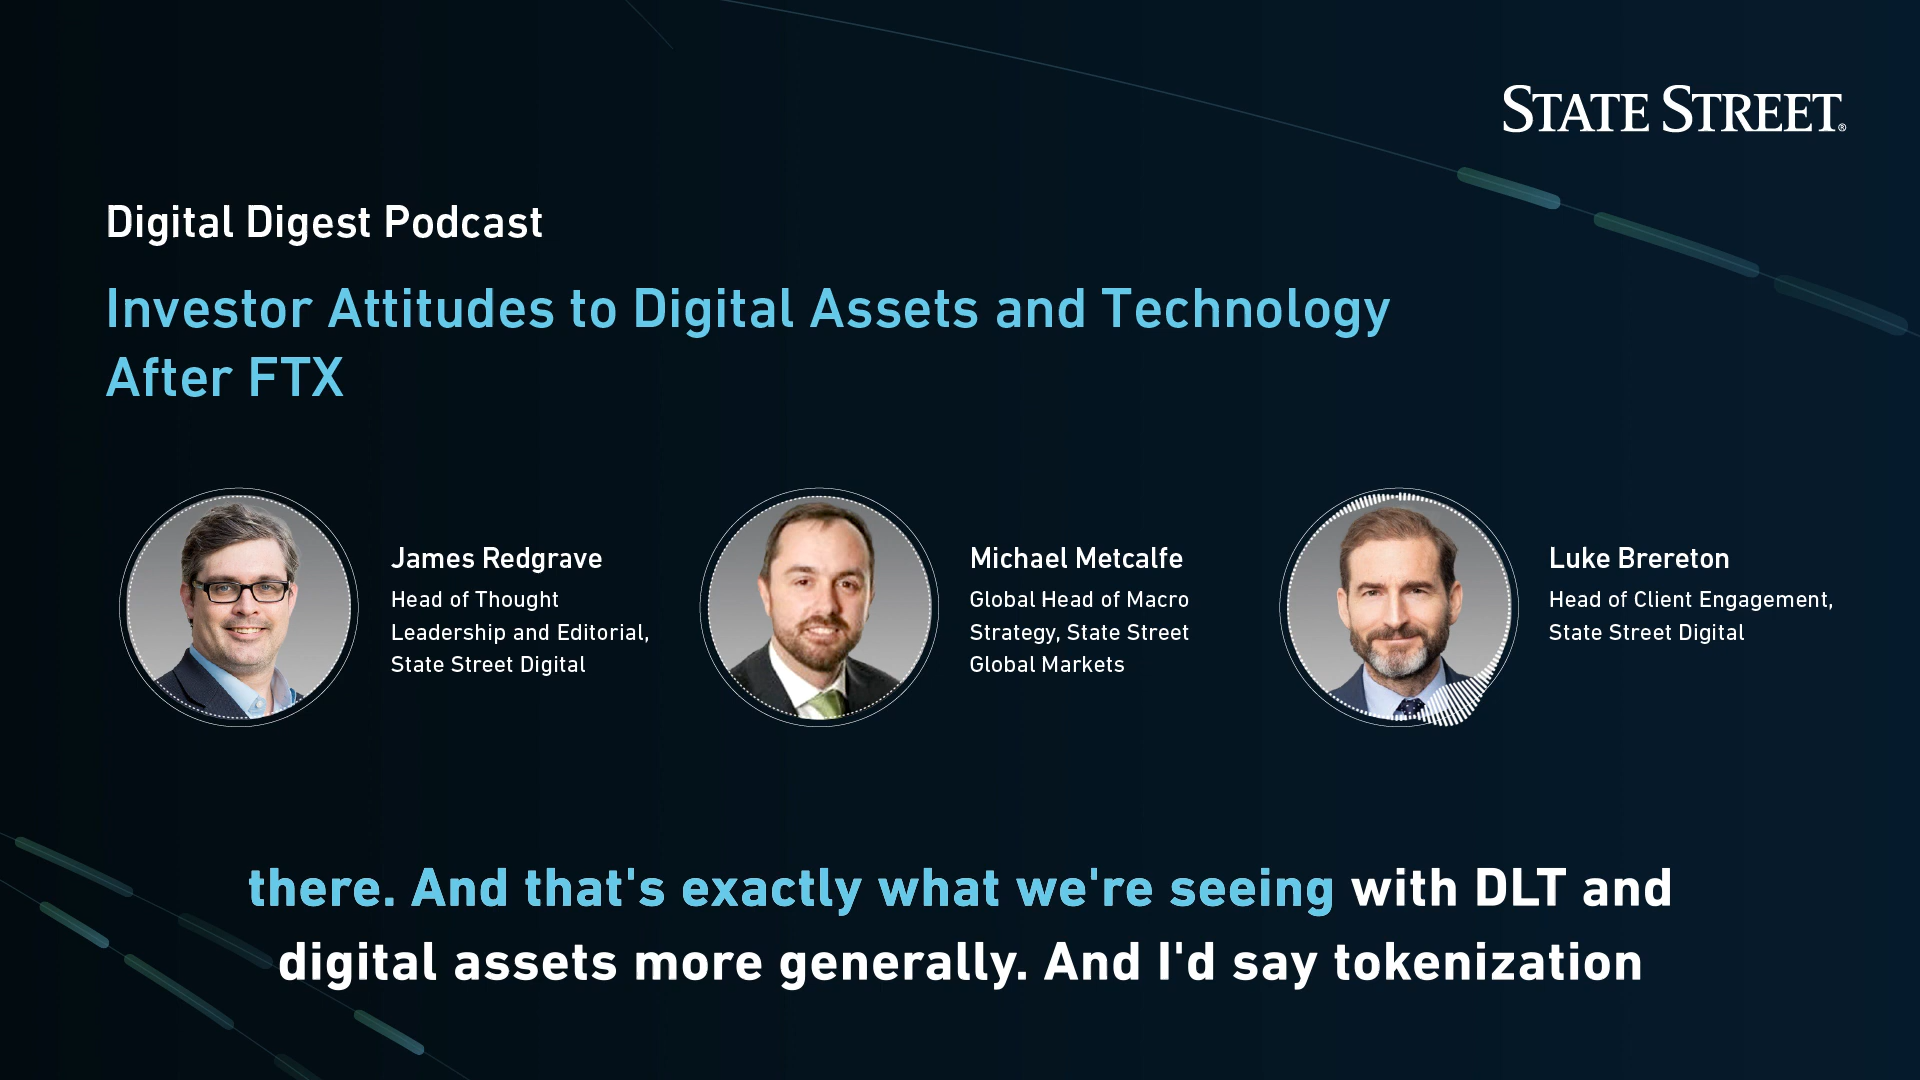 STATE STREET®
Digital Digest Podcast
Investor Attitudes to Digital Assets and Technology
After FTX
James Redgrave
Head of Thought
Leadership and Editorial,
State Street Digital
Michael Metcalfe
Global Head of Macro
Strategy, State Street
Global Markets
Luke Brereton
Head of Client Engagement,
State Street Digital
there. And that's exactly what we're seeing with DLT and
digital assets more generally. And I'd say tokenization